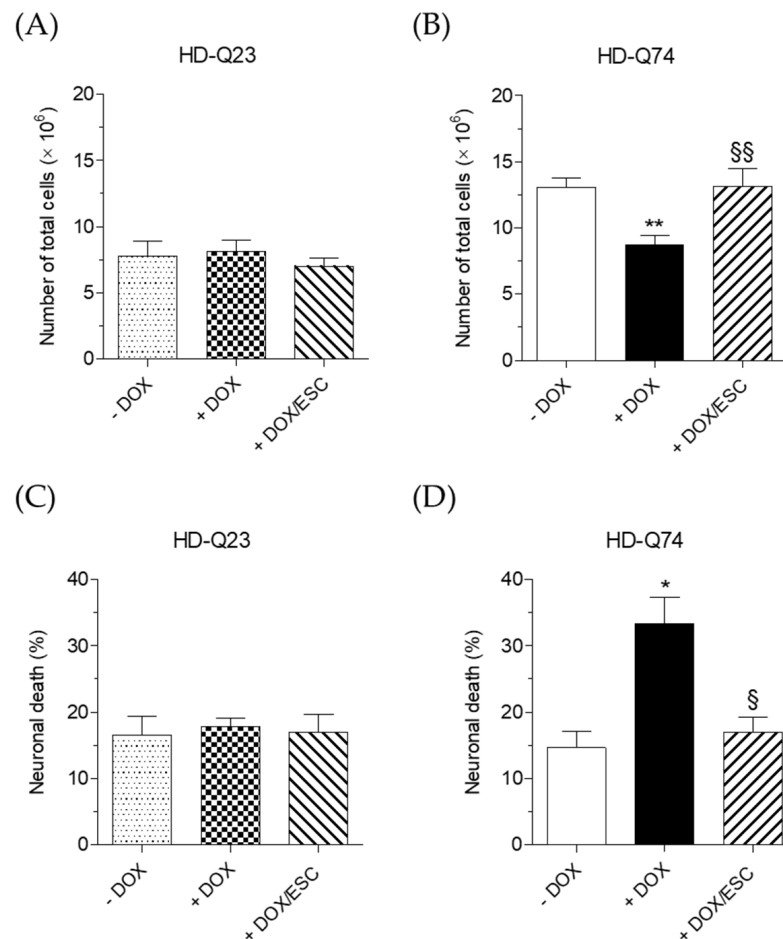 (A)
HD-Q23
Number of total cells (× 10⁶)
20
15
10
5
0
- DOX
+ DOX
+ DOX/ESC
(B)
HD-Q74
Number of total cells (× 10⁶)
20
15
10
5
0
**
§§
- DOX
+ DOX
+ DOX/ESC
(C)
HD-Q23
Neuronal death (%)
40
30
20
10
0
- DOX
+ DOX
+ DOX/ESC
(D)
HD-Q74
Neuronal death (%)
40
30
20
10
0
*
§
- DOX
+ DOX
+ DOX/ESC